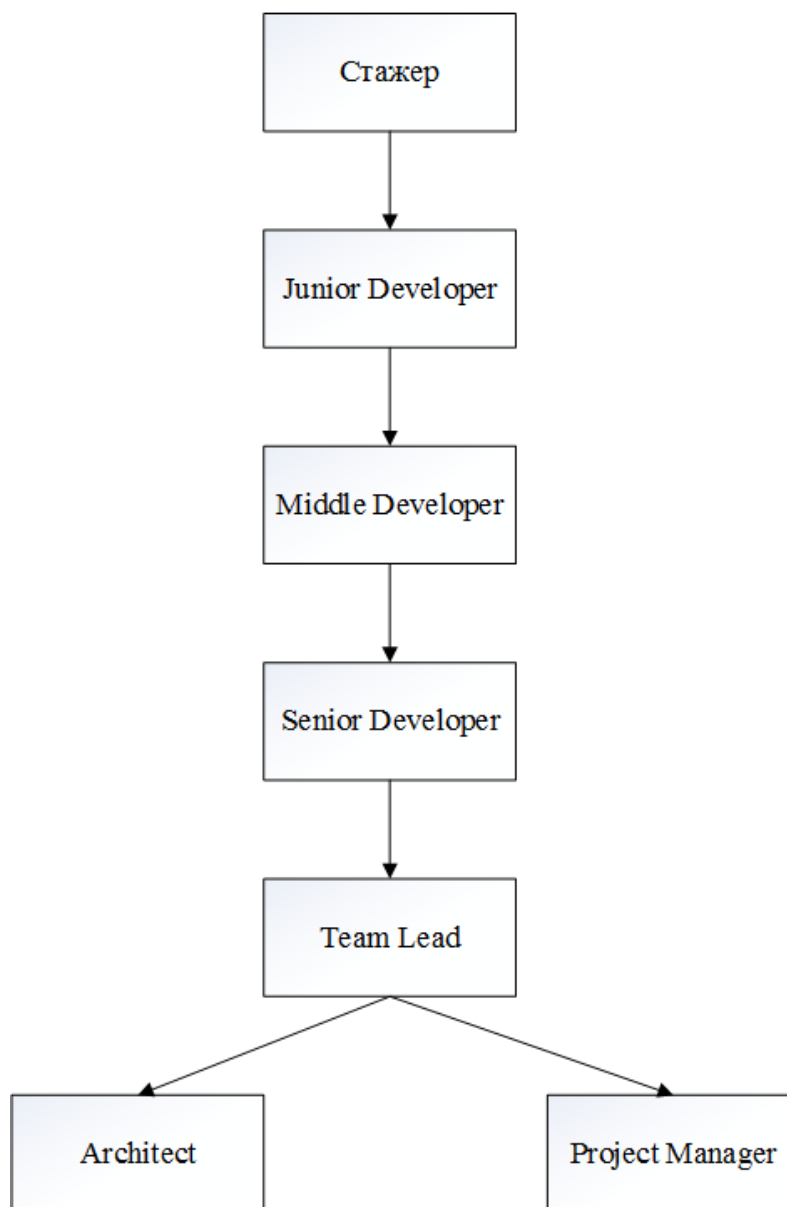 Стажер
Junior Developer
Middle Developer
Senior Developer
Team Lead
Architect
Project Manager